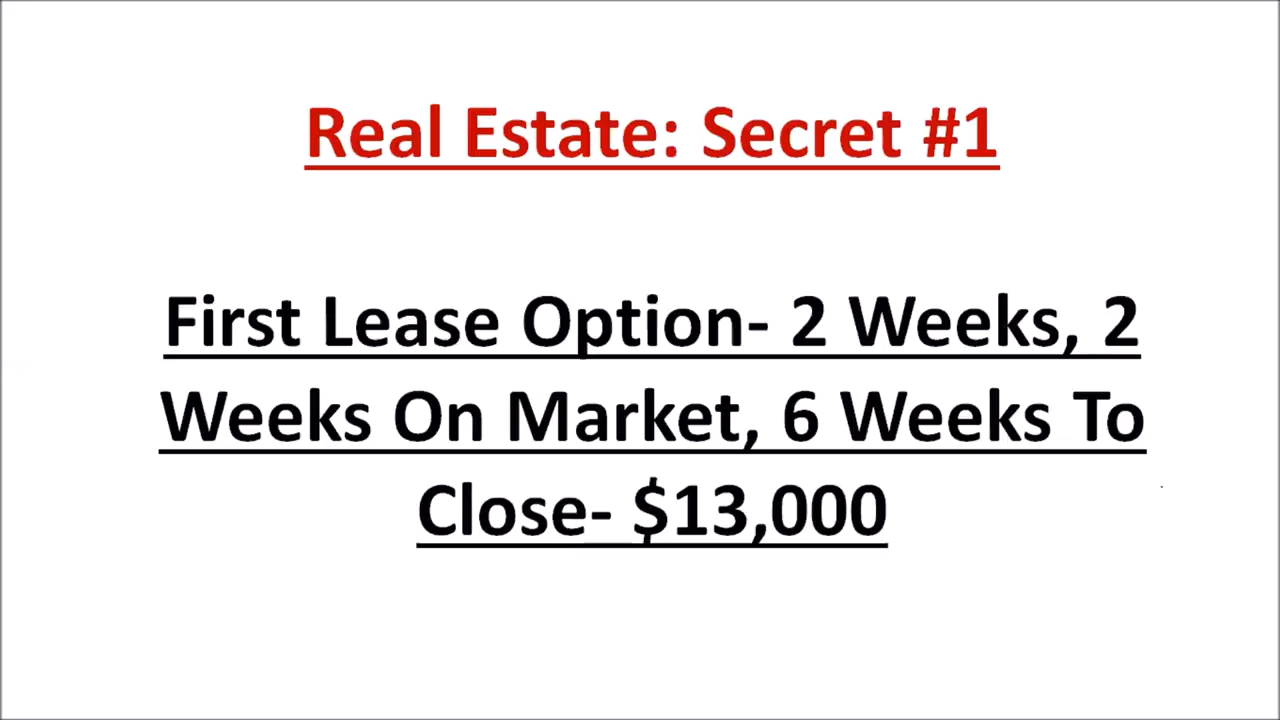 Real Estate: Secret #1
First Lease Option- 2 Weeks, 2
Weeks On Market, 6 Weeks To
Close- $13,000